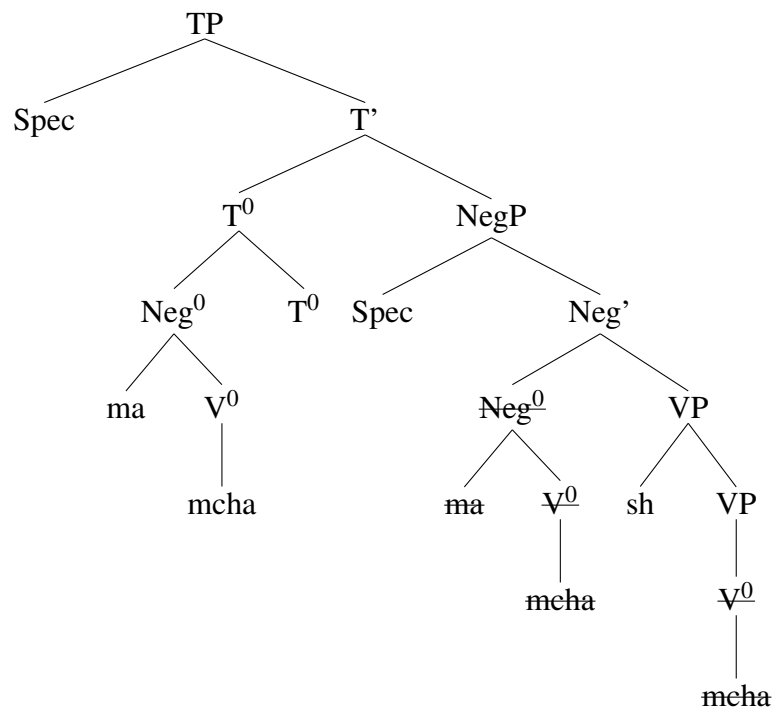 TP
Spec T’
T⁰ NegP
Neg⁰ T⁰ Spec Neg’
ma V⁰ Neg⁰ VP
mcha ma V⁰ sh VP
mcha V⁰
mcha